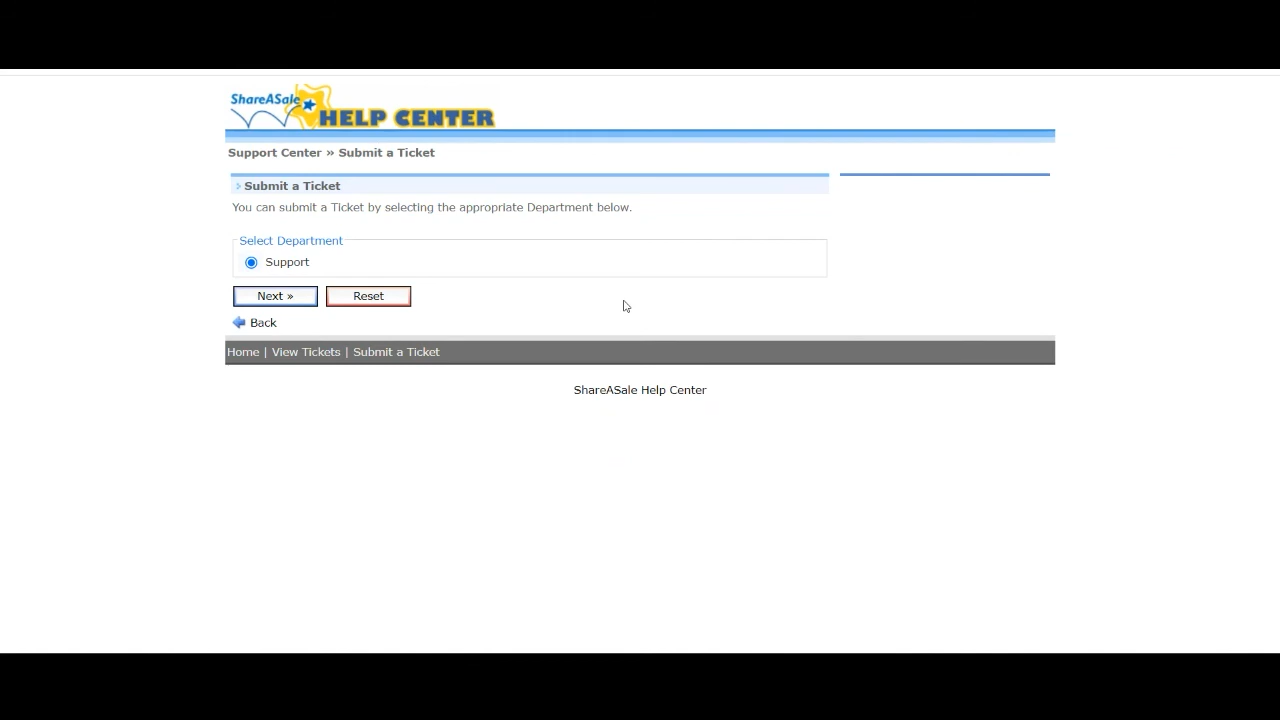 ShareASale HELP CENTER
Support Center » Submit a Ticket
Submit a Ticket
You can submit a Ticket by selecting the appropriate Department below.
Select Department
Support
Next » Reset
Back
Home | View Tickets | Submit a Ticket
ShareASale Help Center